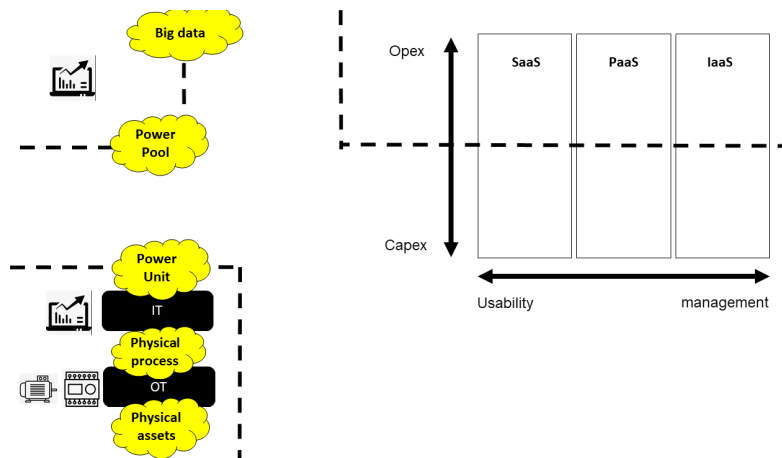 Big data
Power
Pool
Power
Unit
IT
Physical
process
OT
Physical
assets
Opex
SaaS
PaaS
IaaS
Capex
Usability
management